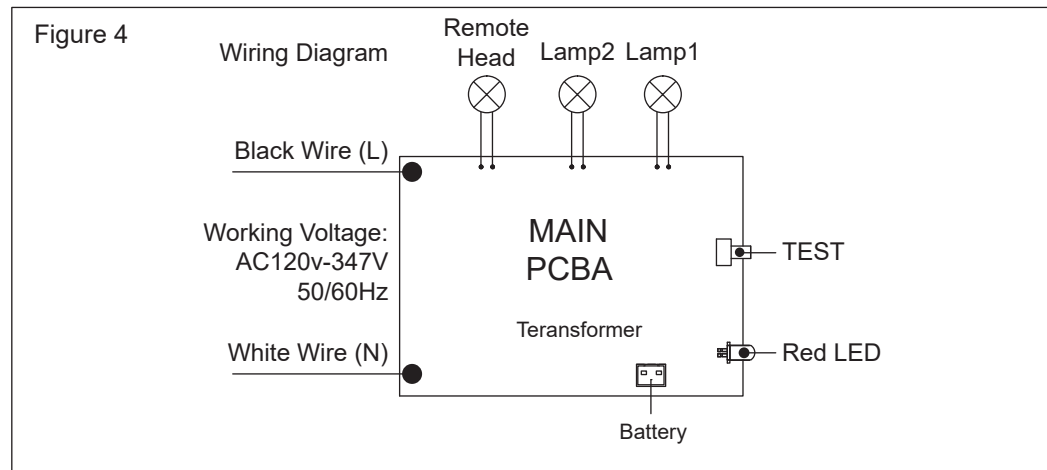 Figure 4
Wiring Diagram
Remote
Head
Lamp2
Lamp1
Black Wire (L)
Working Voltage:
AC120v-347V
50/60Hz
White Wire (N)
MAIN
PCBA
Teransformer
TEST
Red LED
Battery